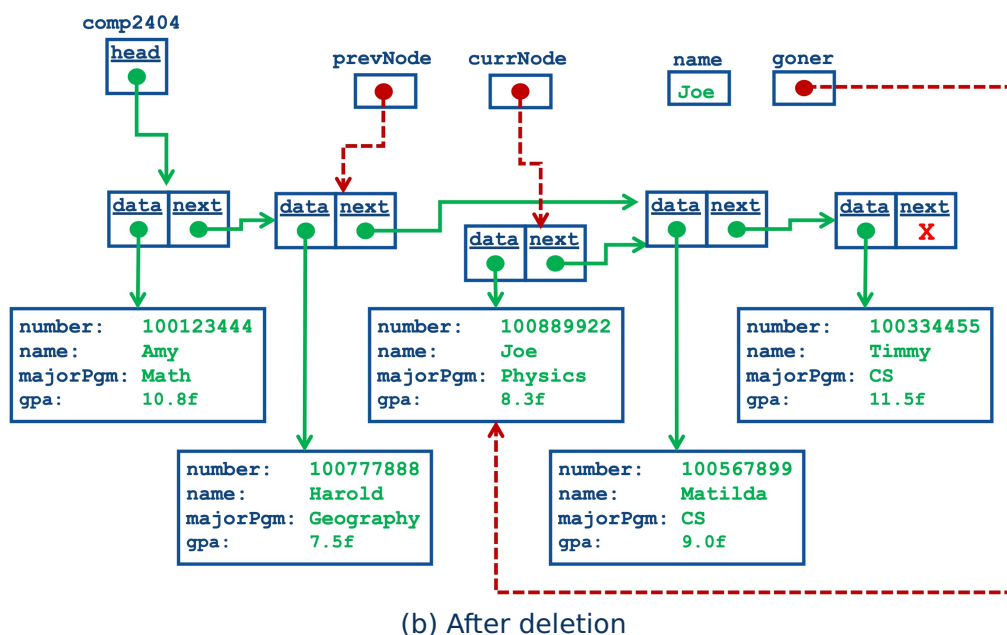 comp2404
head
prevNode
currNode
name
Joe
goner
data next
data next
data next
data next
data next
X
number: 100123444
name: Amy
majorPgm: Math
gpa: 10.8f
number: 100889922
name: Joe
majorPgm: Physics
gpa: 8.3f
number: 100334455
name: Timmy
majorPgm: CS
gpa: 11.5f
number: 100777888
name: Harold
majorPgm: Geography
gpa: 7.5f
number: 100567899
name: Matilda
majorPgm: CS
gpa: 9.0f
(b) After deletion